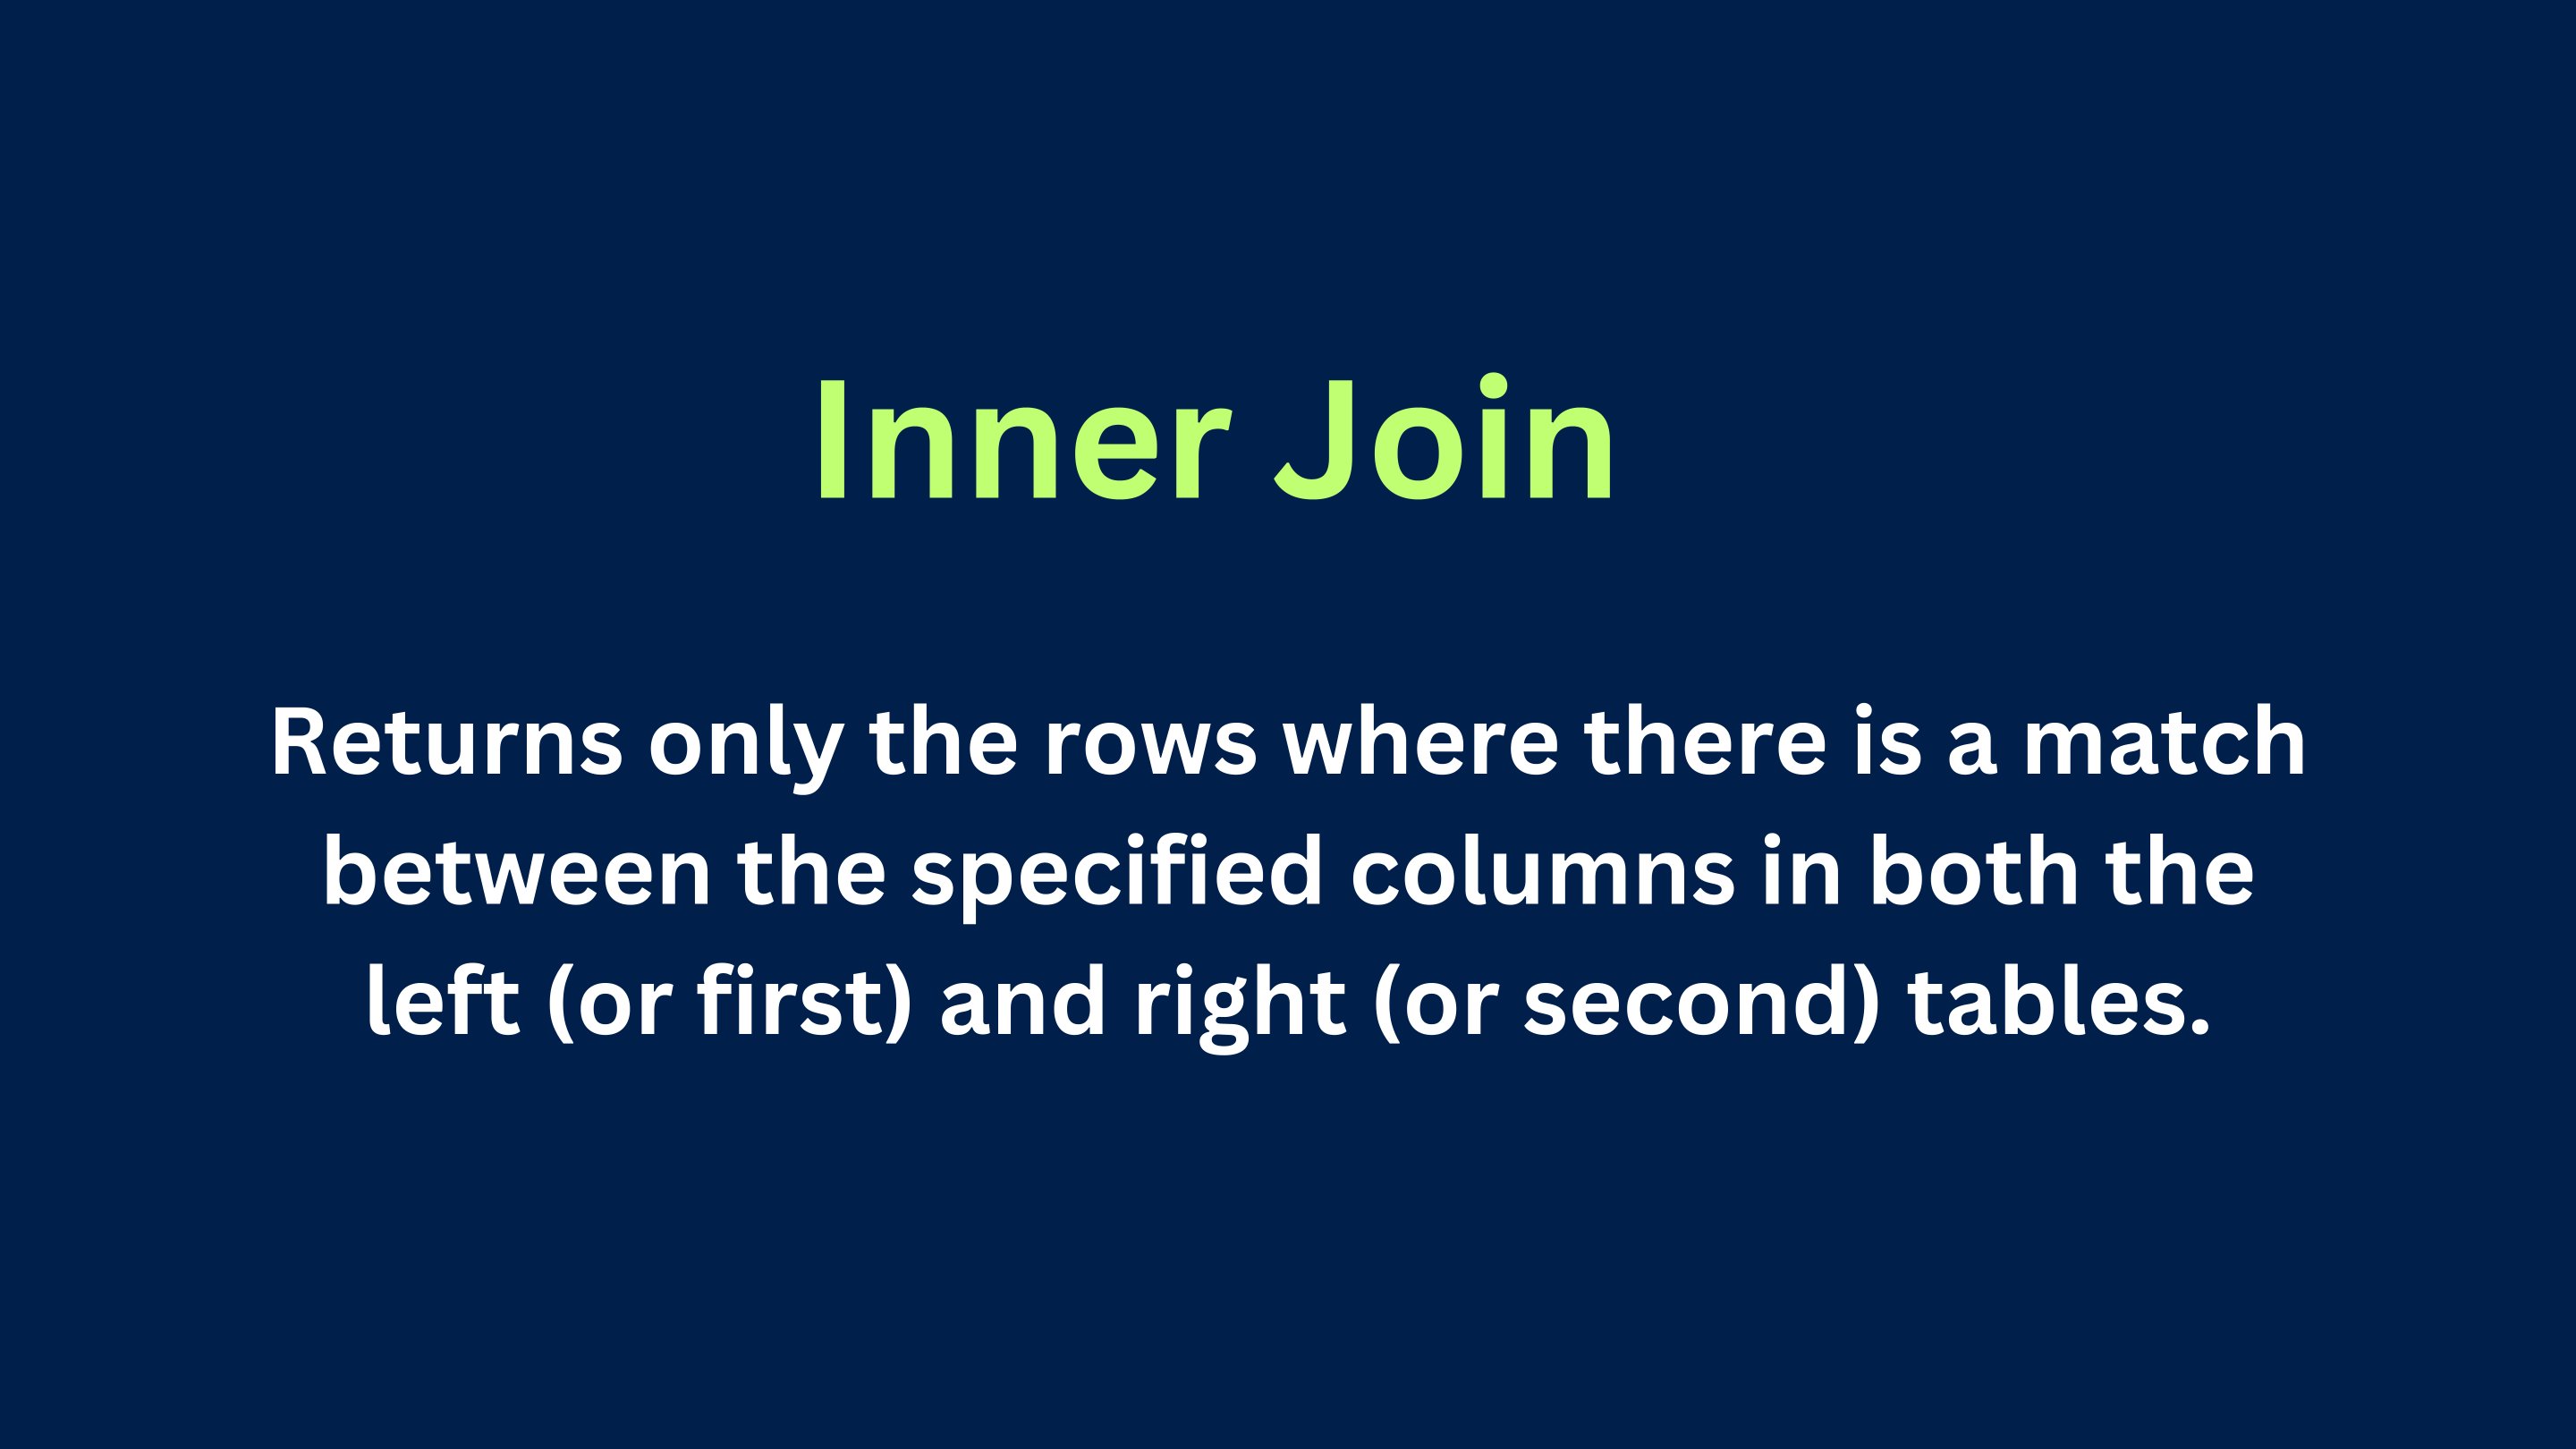 Inner Join
Returns only the rows where there is a match
between the specified columns in both the
left (or first) and right (or second) tables.